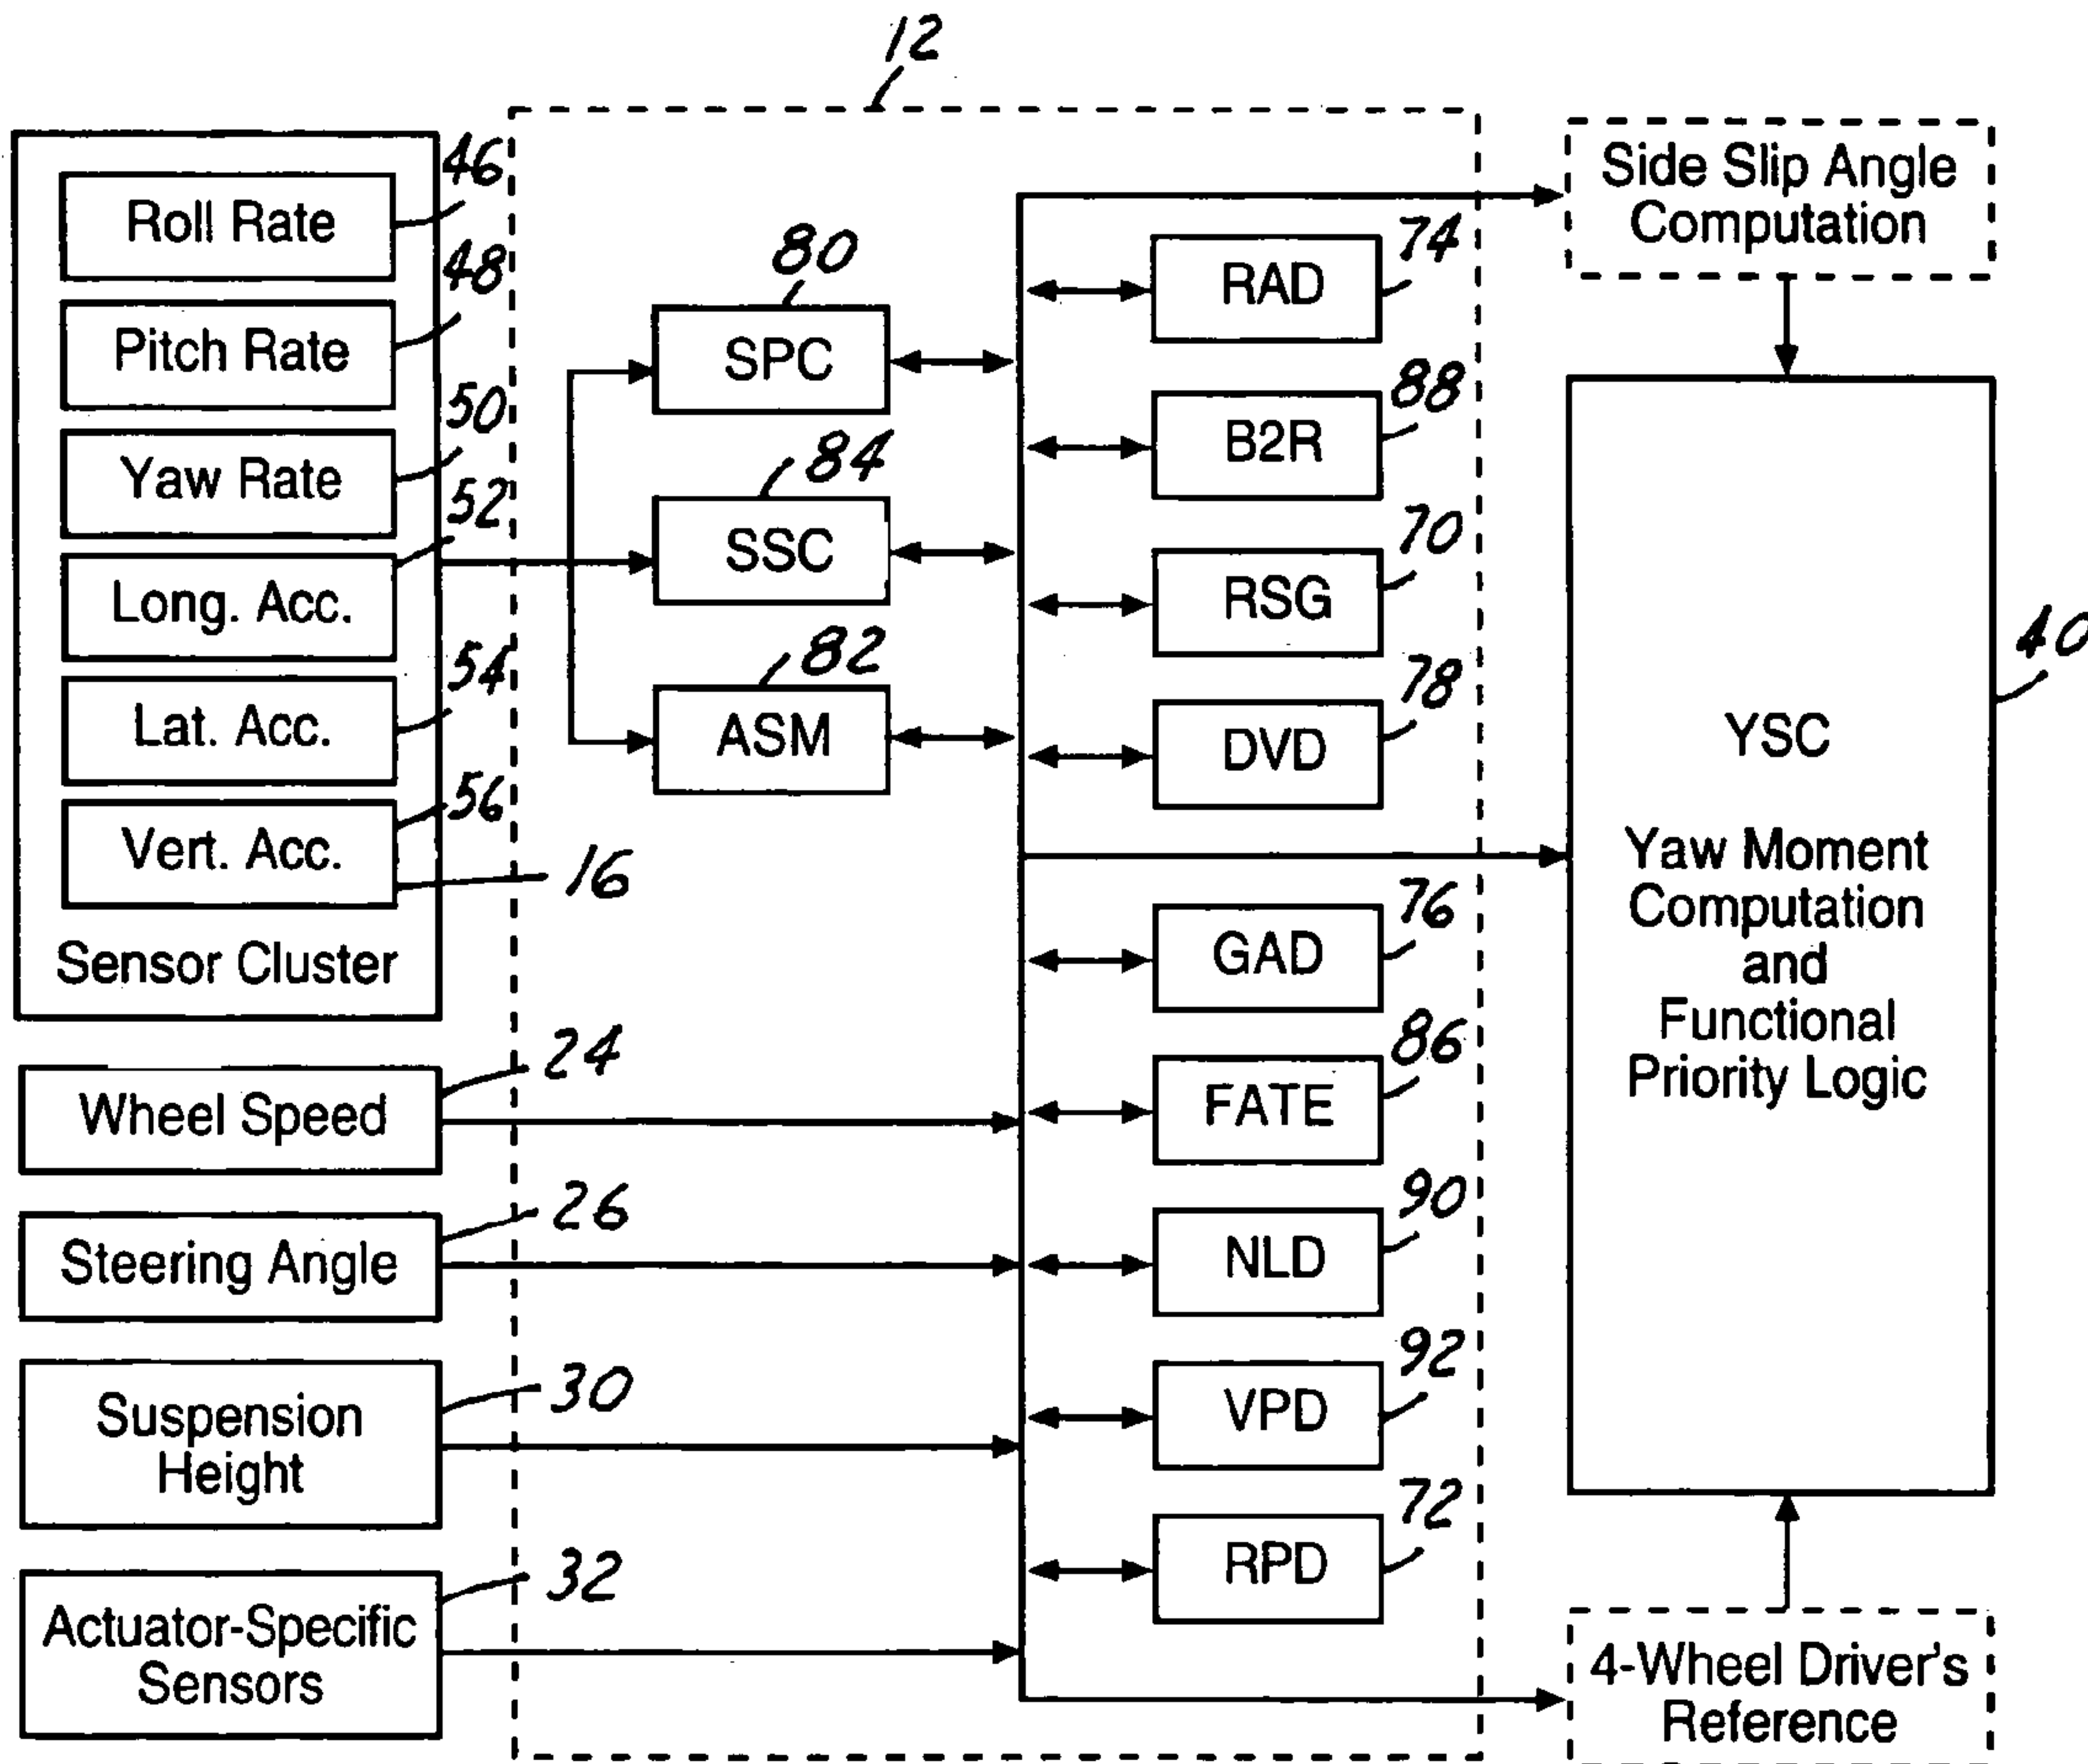 12
Roll Rate
46
Pitch Rate
48
Yaw Rate
50
Long. Acc.
52
Lat. Acc.
54
Vert. Acc.
56
16
Sensor Cluster
Wheel Speed
24
Steering Angle
26
Suspension
Height
30
Actuator-Specific
Sensors
32
SPC
80
SSC
84
ASM
82
RAD
74
B2R
88
RSG
70
DVD
78
GAD
76
FATE
86
NLD
90
VPD
92
RPD
72
Side Slip Angle
Computation
YSC
Yaw Moment
Computation
and
Functional
Priority Logic
40
4-Wheel Driver's
Reference